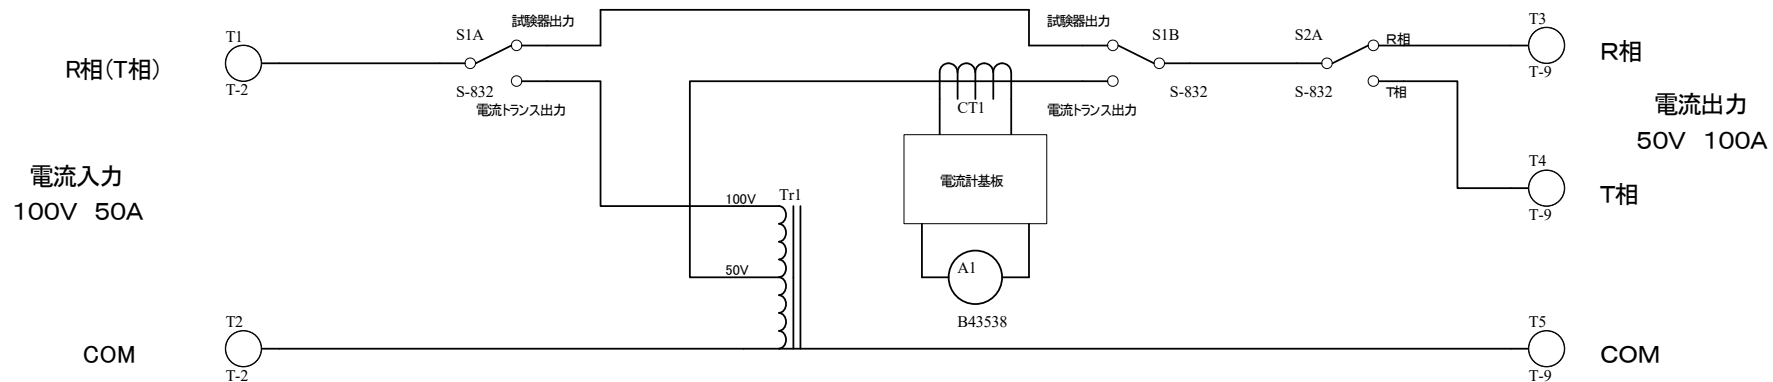 T1
R相(T相)
T-2
電流入力
100V 50A
T2
COM
T-2
S1A
試験器出力
S-832
電流トランス出力
100V
Tr1
50V
CT1
電流計基板
A1
B43538
試験器出力
S1B
電流トランス出力
S-832
S2A
R相
S-832
T相
T3
R相
T-9
電流出力
50V 100A
T4
T相
T-9
T5
COM
T-9